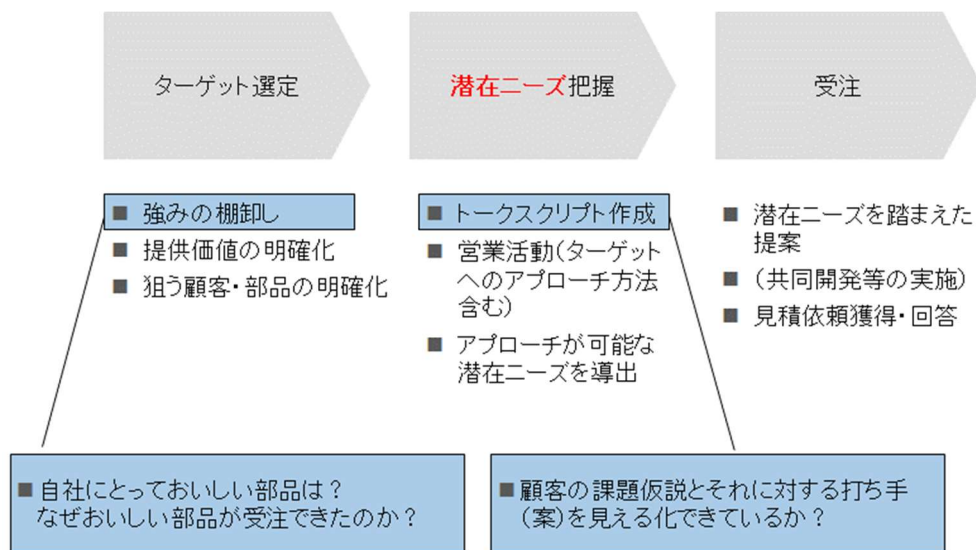 ターゲット選定
潜在ニーズ把握
受注
■ 強みの棚卸し
■ 提供価値の明確化
■ 狙う顧客・部品の明確化
■ トークスクリプト作成
■ 営業活動(ターゲット
へのアプローチ方法
含む)
■ アプローチが可能な
潜在ニーズを導出
■ 潜在ニーズを踏まえた
提案
■ (共同開発等の実施)
■ 見積依頼獲得・回答
■ 自社にとっておいしい部品は?
なぜおいしい部品が受注できたのか?
■ 顧客の課題仮説とそれに対する打ち手
(案)を見える化できているか?